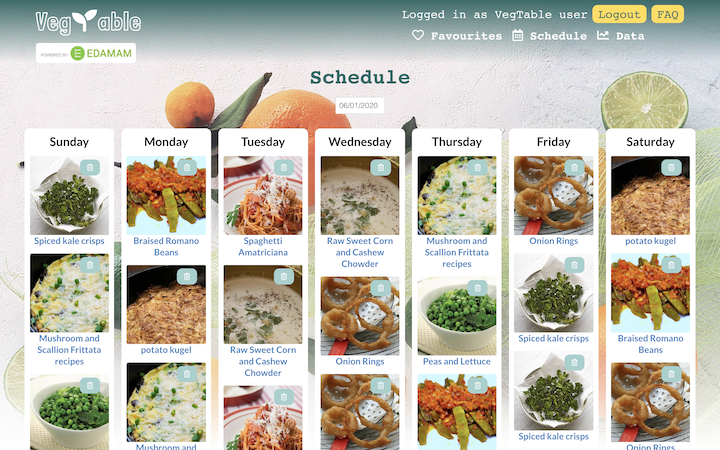 Veg table
Logged in as VegTable user Logout FAQ
Favourites Schedule Data
POWERED BY EDAMAM
Schedule
06/01/2020
Sunday Monday Tuesday Wednesday Thursday Friday Saturday
Spiced kale crisps
Mushroom and
Scallion Frittata
recipes
Braised Romano
Beans
potato kugel
Mushroom and
Spaghetti
Amatriciana
Raw Sweet Corn
and Cashew
Chowder
Raw Sweet Corn
and Cashew
Chowder
Onion Rings
Mushroom and
Scallion Frittata
recipes
Peas and Lettuce
Onion Rings
Spiced kale crisps
Spiced kale crisps
potato kugel
Braised Romano
Beans
Onion Rings